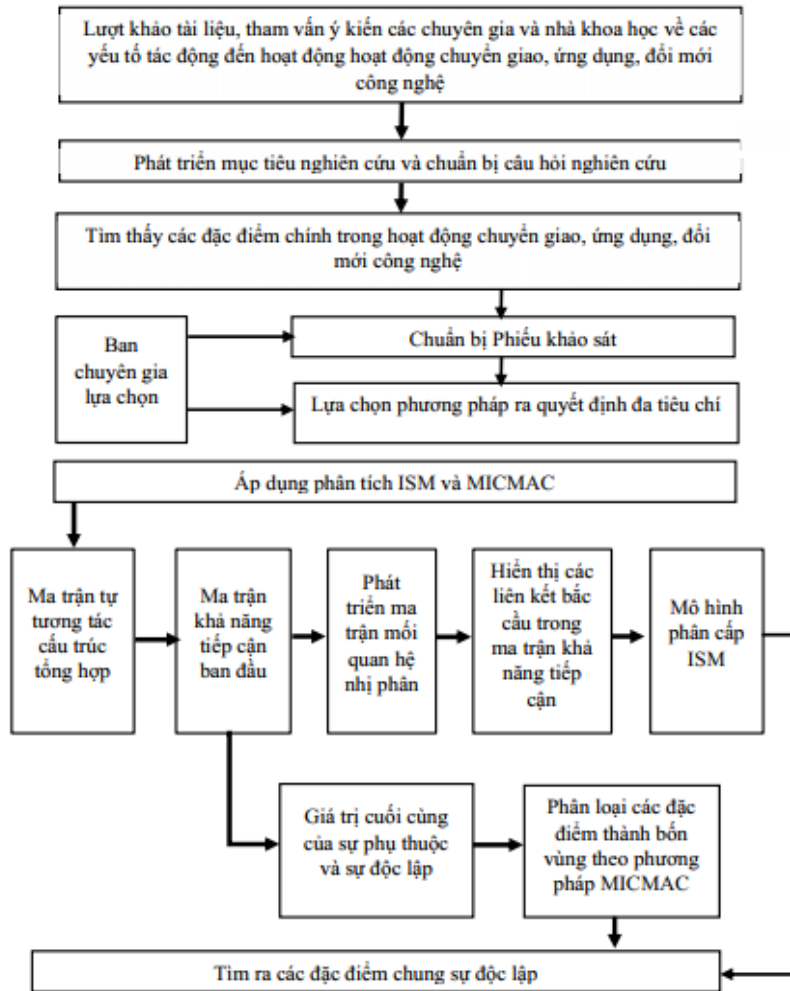 Lượt khảo tài liệu, tham vấn ý kiến các chuyên gia và nhà khoa học về các
yếu tố tác động đến hoạt động hoạt động chuyển giao, ứng dụng, đổi mới
công nghệ
Phát triển mục tiêu nghiên cứu và chuẩn bị câu hỏi nghiên cứu
Tìm thấy các đặc điểm chính trong hoạt động chuyển giao, ứng dụng, đổi
mới công nghệ
Ban
chuyên gia
lựa chọn
Chuẩn bị Phiếu khảo sát
Lựa chọn phương pháp ra quyết định đa tiêu chí
Áp dụng phân tích ISM và MICMAC
Ma trận tự
tương tác
cấu trúc
tổng hợp
Ma trận
khả năng
tiếp cận
ban đầu
Phát
triển ma
trận mối
quan hệ
nhị phân
Hiển thị các
liên kết bắc
cầu trong
ma trận khả
năng tiếp
cận
Mô hình
phân cấp
ISM
Giá trị cuối cùng
của sự phụ thuộc
và sự độc lập
Phân loại các đặc
điểm thành bốn
vùng theo phương
pháp MICMAC
Tìm ra các đặc điểm chung sự độc lập